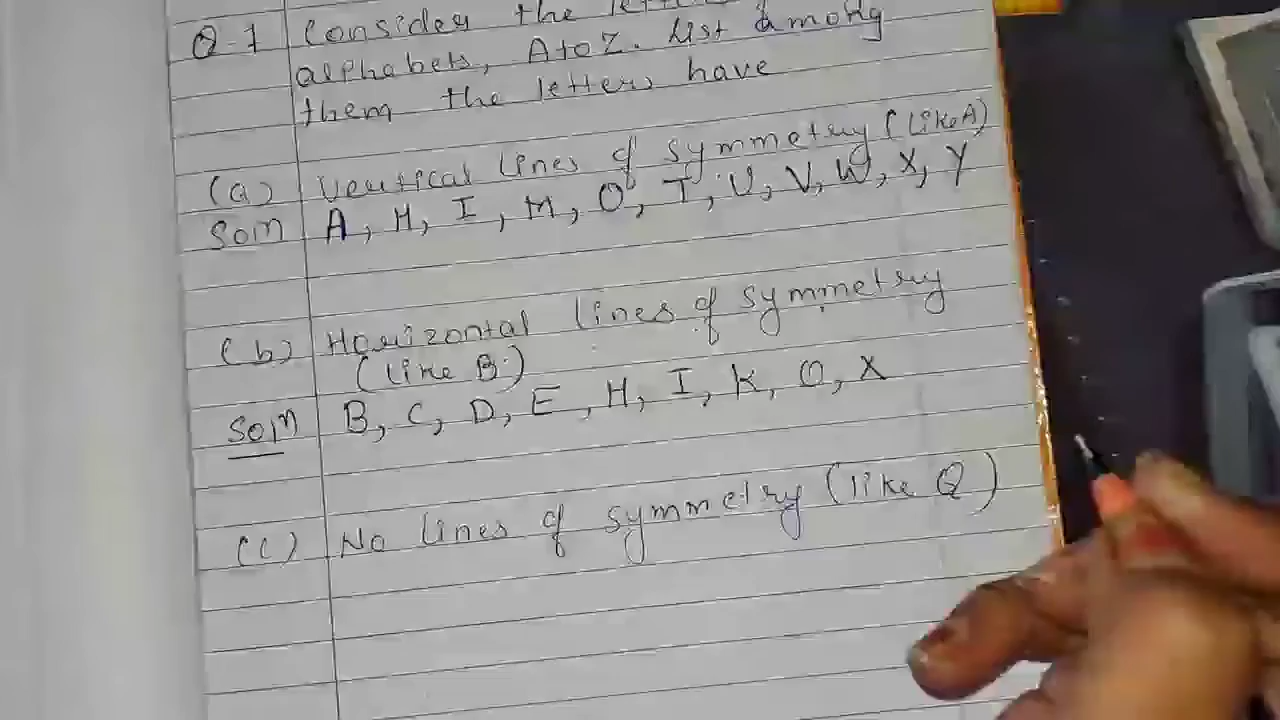 Q.1 Consider the
alphabets, A to Z. List among
them the letters have
(a) Vertical lines of symmetry (like A)
Soln A, H, I, M, O, T, U, V, W, X, Y
(b) Horizontal lines of symmetry
(like B.)
Soln B, C, D, E, H, I, K, O, X
(c) No lines of symmetry (like Q)